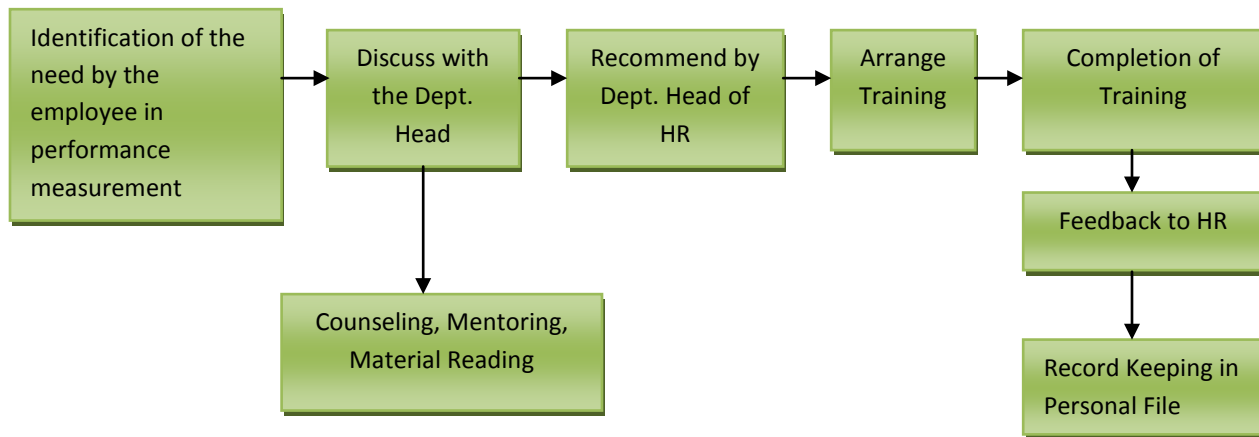 Identification of the
need by the
employee in
performance
measurement
Discuss with
the Dept.
Head
Recommend by
Dept. Head of
HR
Arrange
Training
Completion of
Training
Feedback to HR
Counseling, Mentoring,
Material Reading
Record Keeping in
Personal File